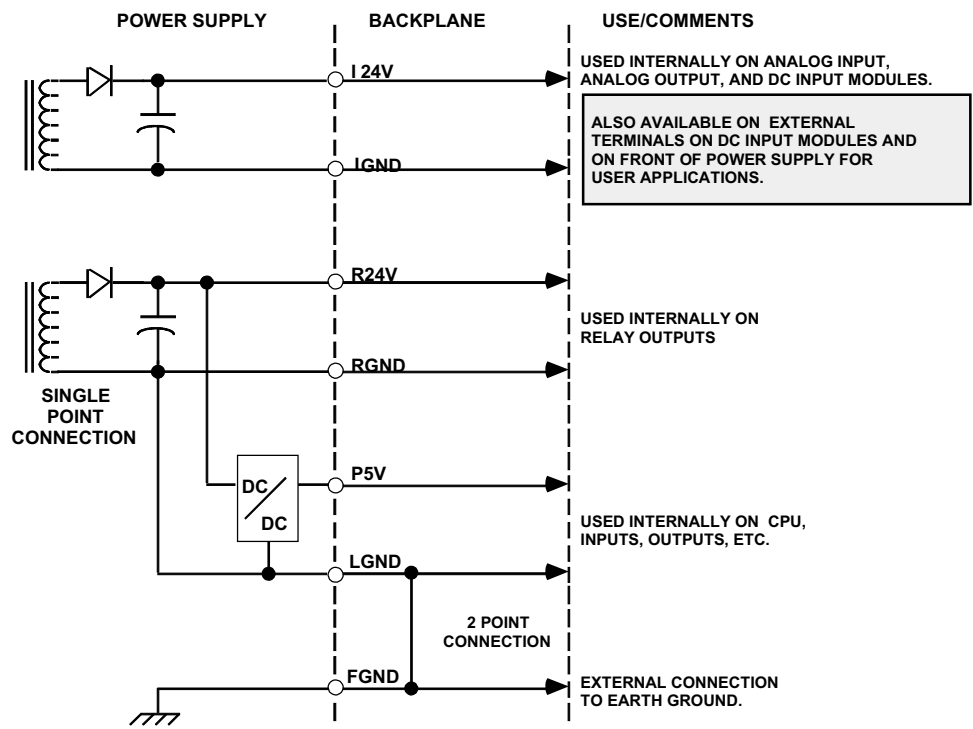 POWER SUPPLY
BACKPLANE
USE/COMMENTS
I 24V
USED INTERNALLY ON ANALOG INPUT,
ANALOG OUTPUT, AND DC INPUT MODULES.
ALSO AVAILABLE ON EXTERNAL
TERMINALS ON DC INPUT MODULES AND
ON FRONT OF POWER SUPPLY FOR
USER APPLICATIONS.
IGND
R24V
USED INTERNALLY ON
RELAY OUTPUTS
RGND
SINGLE
POINT
CONNECTION
P5V
DC
DC
USED INTERNALLY ON CPU,
INPUTS, OUTPUTS, ETC.
LGND
2 POINT
CONNECTION
FGND
EXTERNAL CONNECTION
TO EARTH GROUND.